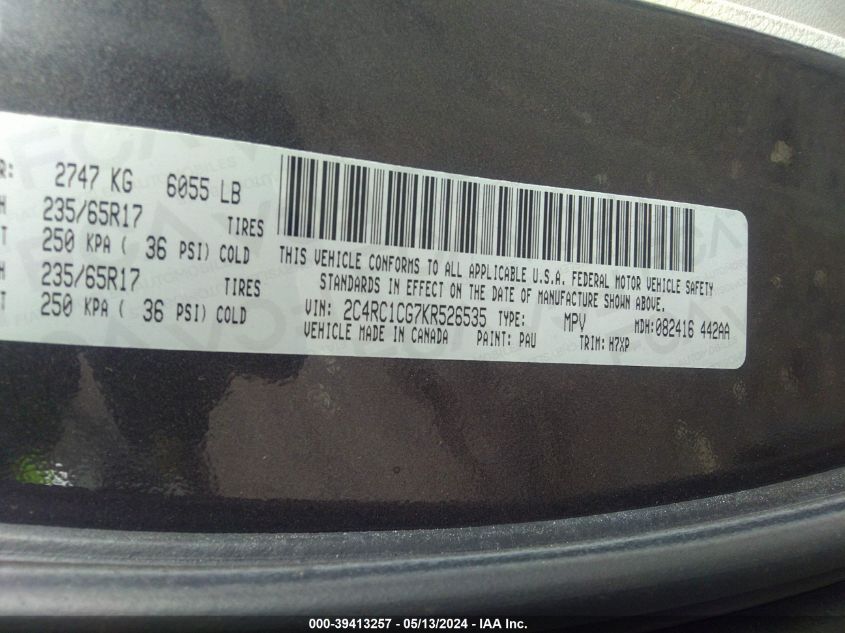 R: 2747 KG 6055 LB
H 235/65R17 TIRES
T 250 KPA ( 36 PSI) COLD
H 235/65R17 TIRES
T 250 KPA ( 36 PSI) COLD
THIS VEHICLE CONFORMS TO ALL APPLICABLE U.S.A. FEDERAL MOTOR VEHICLE SAFETY
STANDARDS IN EFFECT ON THE DATE OF MANUFACTURE SHOWN ABOVE.
VIN: 2C4RC1CG7KR526535 TYPE: MPV MDH:082416 442AA
VEHICLE MADE IN CANADA PAINT: PAU TRIM: H7XP
000-39413257 - 05/13/2024 - IAA Inc.